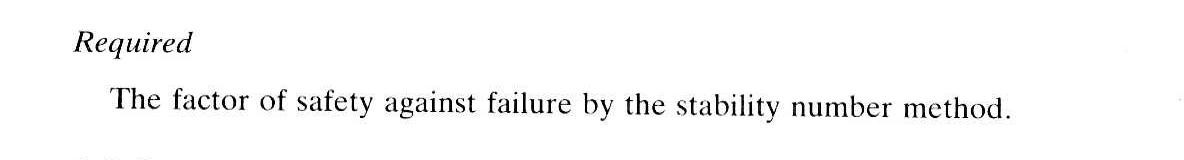 Required
The factor of safety against failure by the stability number method.